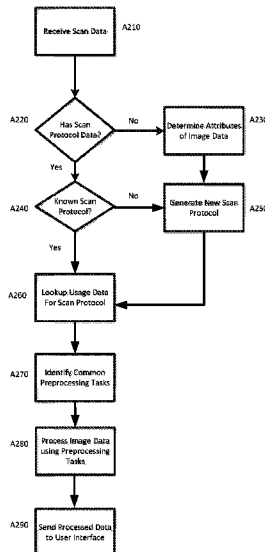 Receive Scan Data
A210
A220
Has Scan
Protocol Data?
No
Determine Attributes
of Image Data
A230
Yes
A240
Known Scan
Protocol?
No
Generate New Scan
Protocol
A250
Yes
A260
Lookup Usage Data
For Scan Protocol
A270
Identify Common
Preprocessing Tasks
A280
Process Image Data
using Preprocessing
Tasks
A290
Send Processed Data
to User Interface